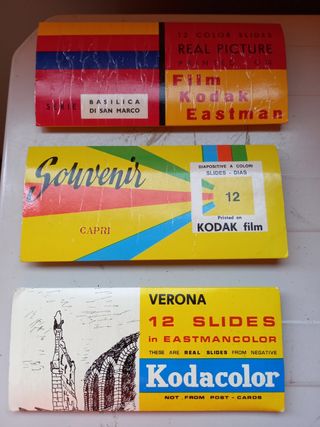 12 COLOR SLIDES
REAL PICTURE
PRINTED ON
Film
Kodak
Eastman
SERIE
BASILICA
DI SAN MARCO
Souvenir
CAPRI
DIAPOSITIVE A COLORI
SLIDES - DIAS
12
Printed on
KODAK film
VERONA
12 SLIDES
in EASTMANCOLOR
THESE ARE REAL SLIDES FROM NEGATIVE
Kodacolor
NOT FROM POST - CARDS